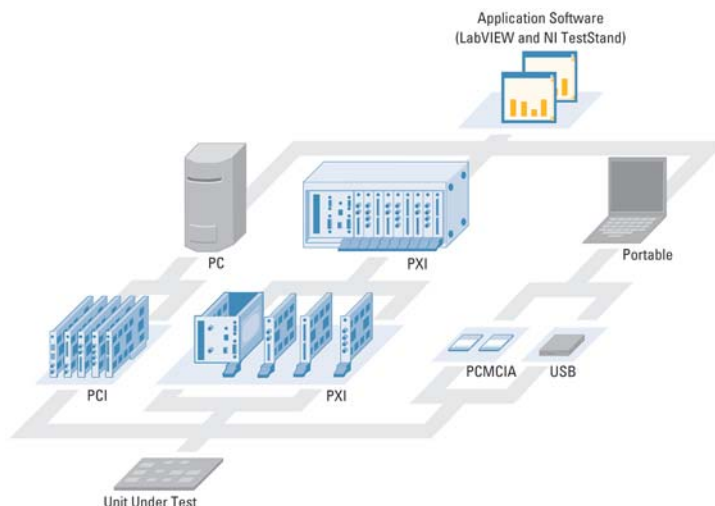 Application Software
(LabVIEW and NI TestStand)
PC
PXI
Portable
PCI
PXI
PCMCIA
USB
Unit Under Test